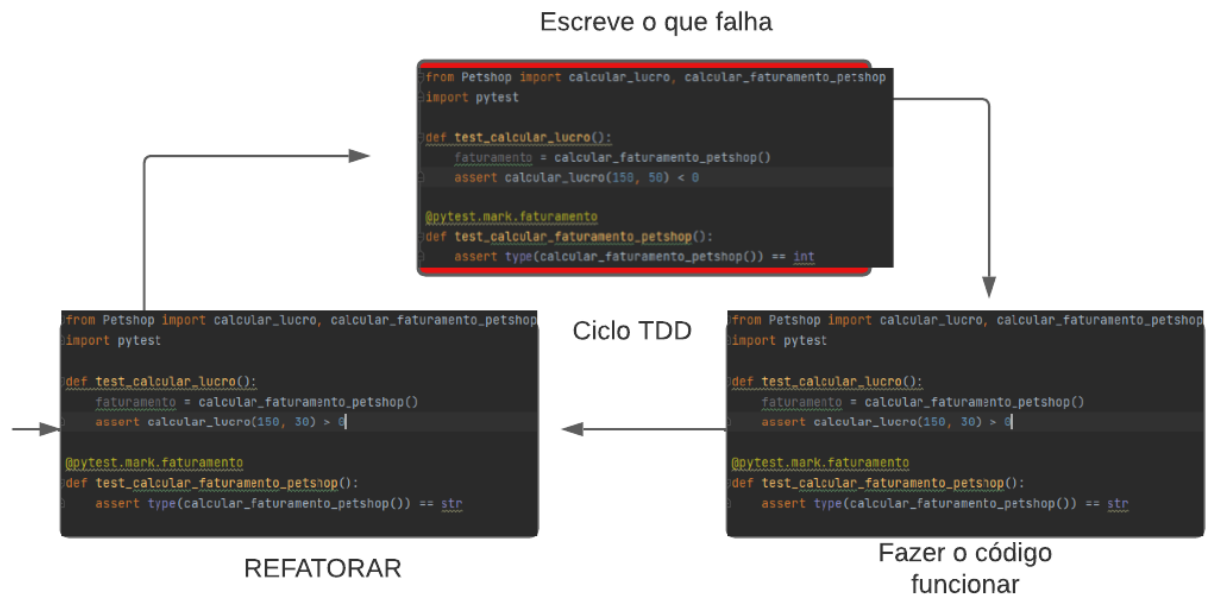 Escreve o que falha
from Petshop import calcular_lucro, calcular_faturamento_petshop
import pytest
def test_calcular_lucro():
faturamento = calcular_faturamento_petshop()
assert calcular_lucro(150, 50) < 0
@pytest.mark.faturamento
def test_calcular_faturamento_petshop():
assert type(calcular_faturamento_petshop()) == int
Ciclo TDD
from Petshop import calcular_lucro, calcular_faturamento_petshop
import pytest
def test_calcular_lucro():
faturamento = calcular_faturamento_petshop()
assert calcular_lucro(150, 30) > 0
@pytest.mark.faturamento
def test_calcular_faturamento_petshop():
assert type(calcular_faturamento_petshop()) == str
REFATORAR
from Petshop import calcular_lucro, calcular_faturamento_petshop
import pytest
def test_calcular_lucro():
faturamento = calcular_faturamento_petshop()
assert calcular_lucro(150, 30) > 0
@pytest.mark.faturamento
def test_calcular_faturamento_petshop():
assert type(calcular_faturamento_petshop()) == str
Fazer o código
funcionar